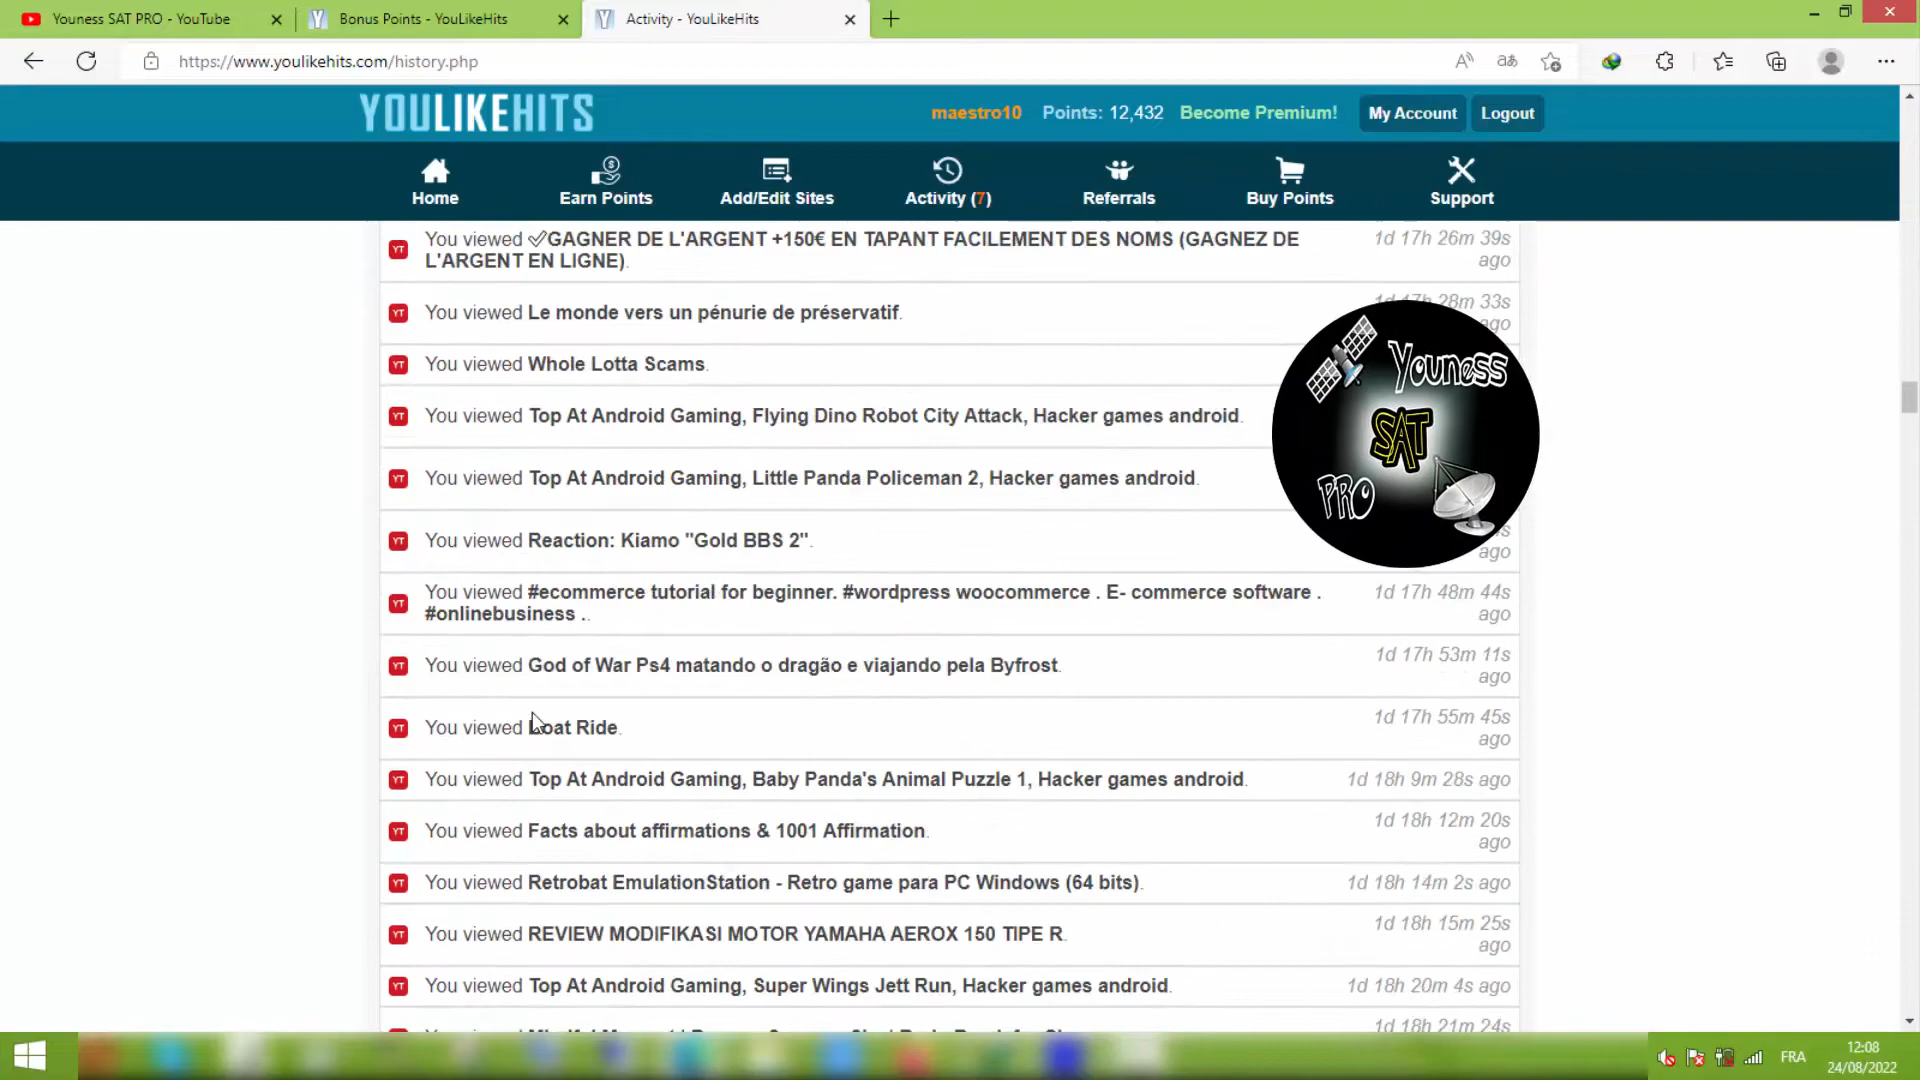 Youness SAT PRO - YouTube
Bonus Points - YouLikeHits
Activity - YouLikeHits
https://www.youlikehits.com/history.php
YOULIKEHITS
maestro10 Points: 12,432 Become Premium! My Account Logout
Home Earn Points Add/Edit Sites Activity (7) Referrals Buy Points Support
You viewed ✅GAGNER DE L'ARGENT +150€ EN TAPANT FACILEMENT DES NOMS (GAGNEZ DE
L'ARGENT EN LIGNE).
1d 17h 26m 39s
ago
You viewed Le monde vers un pénurie de préservatif.
1d 17h 28m 33s
ago
You viewed Whole Lotta Scams.
You viewed Top At Android Gaming, Flying Dino Robot City Attack, Hacker games android.
You viewed Top At Android Gaming, Little Panda Policeman 2, Hacker games android.
Youness
SAT
PRO
You viewed Reaction: Kiamo "Gold BBS 2".
ago
You viewed #ecommerce tutorial for beginner. #wordpress woocommerce . E- commerce software .
#onlinebusiness ..
1d 17h 48m 44s
ago
You viewed God of War Ps4 matando o dragão e viajando pela Byfrost.
1d 17h 53m 11s
ago
You viewed Ride.
1d 17h 55m 45s
ago
You viewed Top At Android Gaming, Baby Panda's Animal Puzzle 1, Hacker games android.
1d 18h 9m 28s ago
You viewed Facts about affirmations & 1001 Affirmation.
1d 18h 12m 20s
ago
You viewed Retrobat EmulationStation - Retro game para PC Windows (64 bits).
1d 18h 14m 2s ago
You viewed REVIEW MODIFIKASI MOTOR YAMAHA AEROX 150 TIPE R.
1d 18h 15m 25s
ago
You viewed Top At Android Gaming, Super Wings Jett Run, Hacker games android.
1d 18h 20m 4s ago
1d 18h 21m 24s
FRA
12:08
24/08/2022